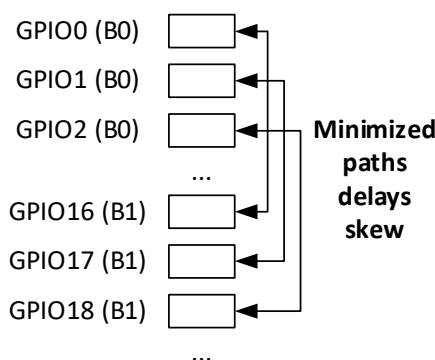 GPIO0 (B0)
GPIO1 (B0)
GPIO2 (B0)
...
GPIO16 (B1)
GPIO17 (B1)
GPIO18 (B1)
...
Minimized
paths
delays
skew